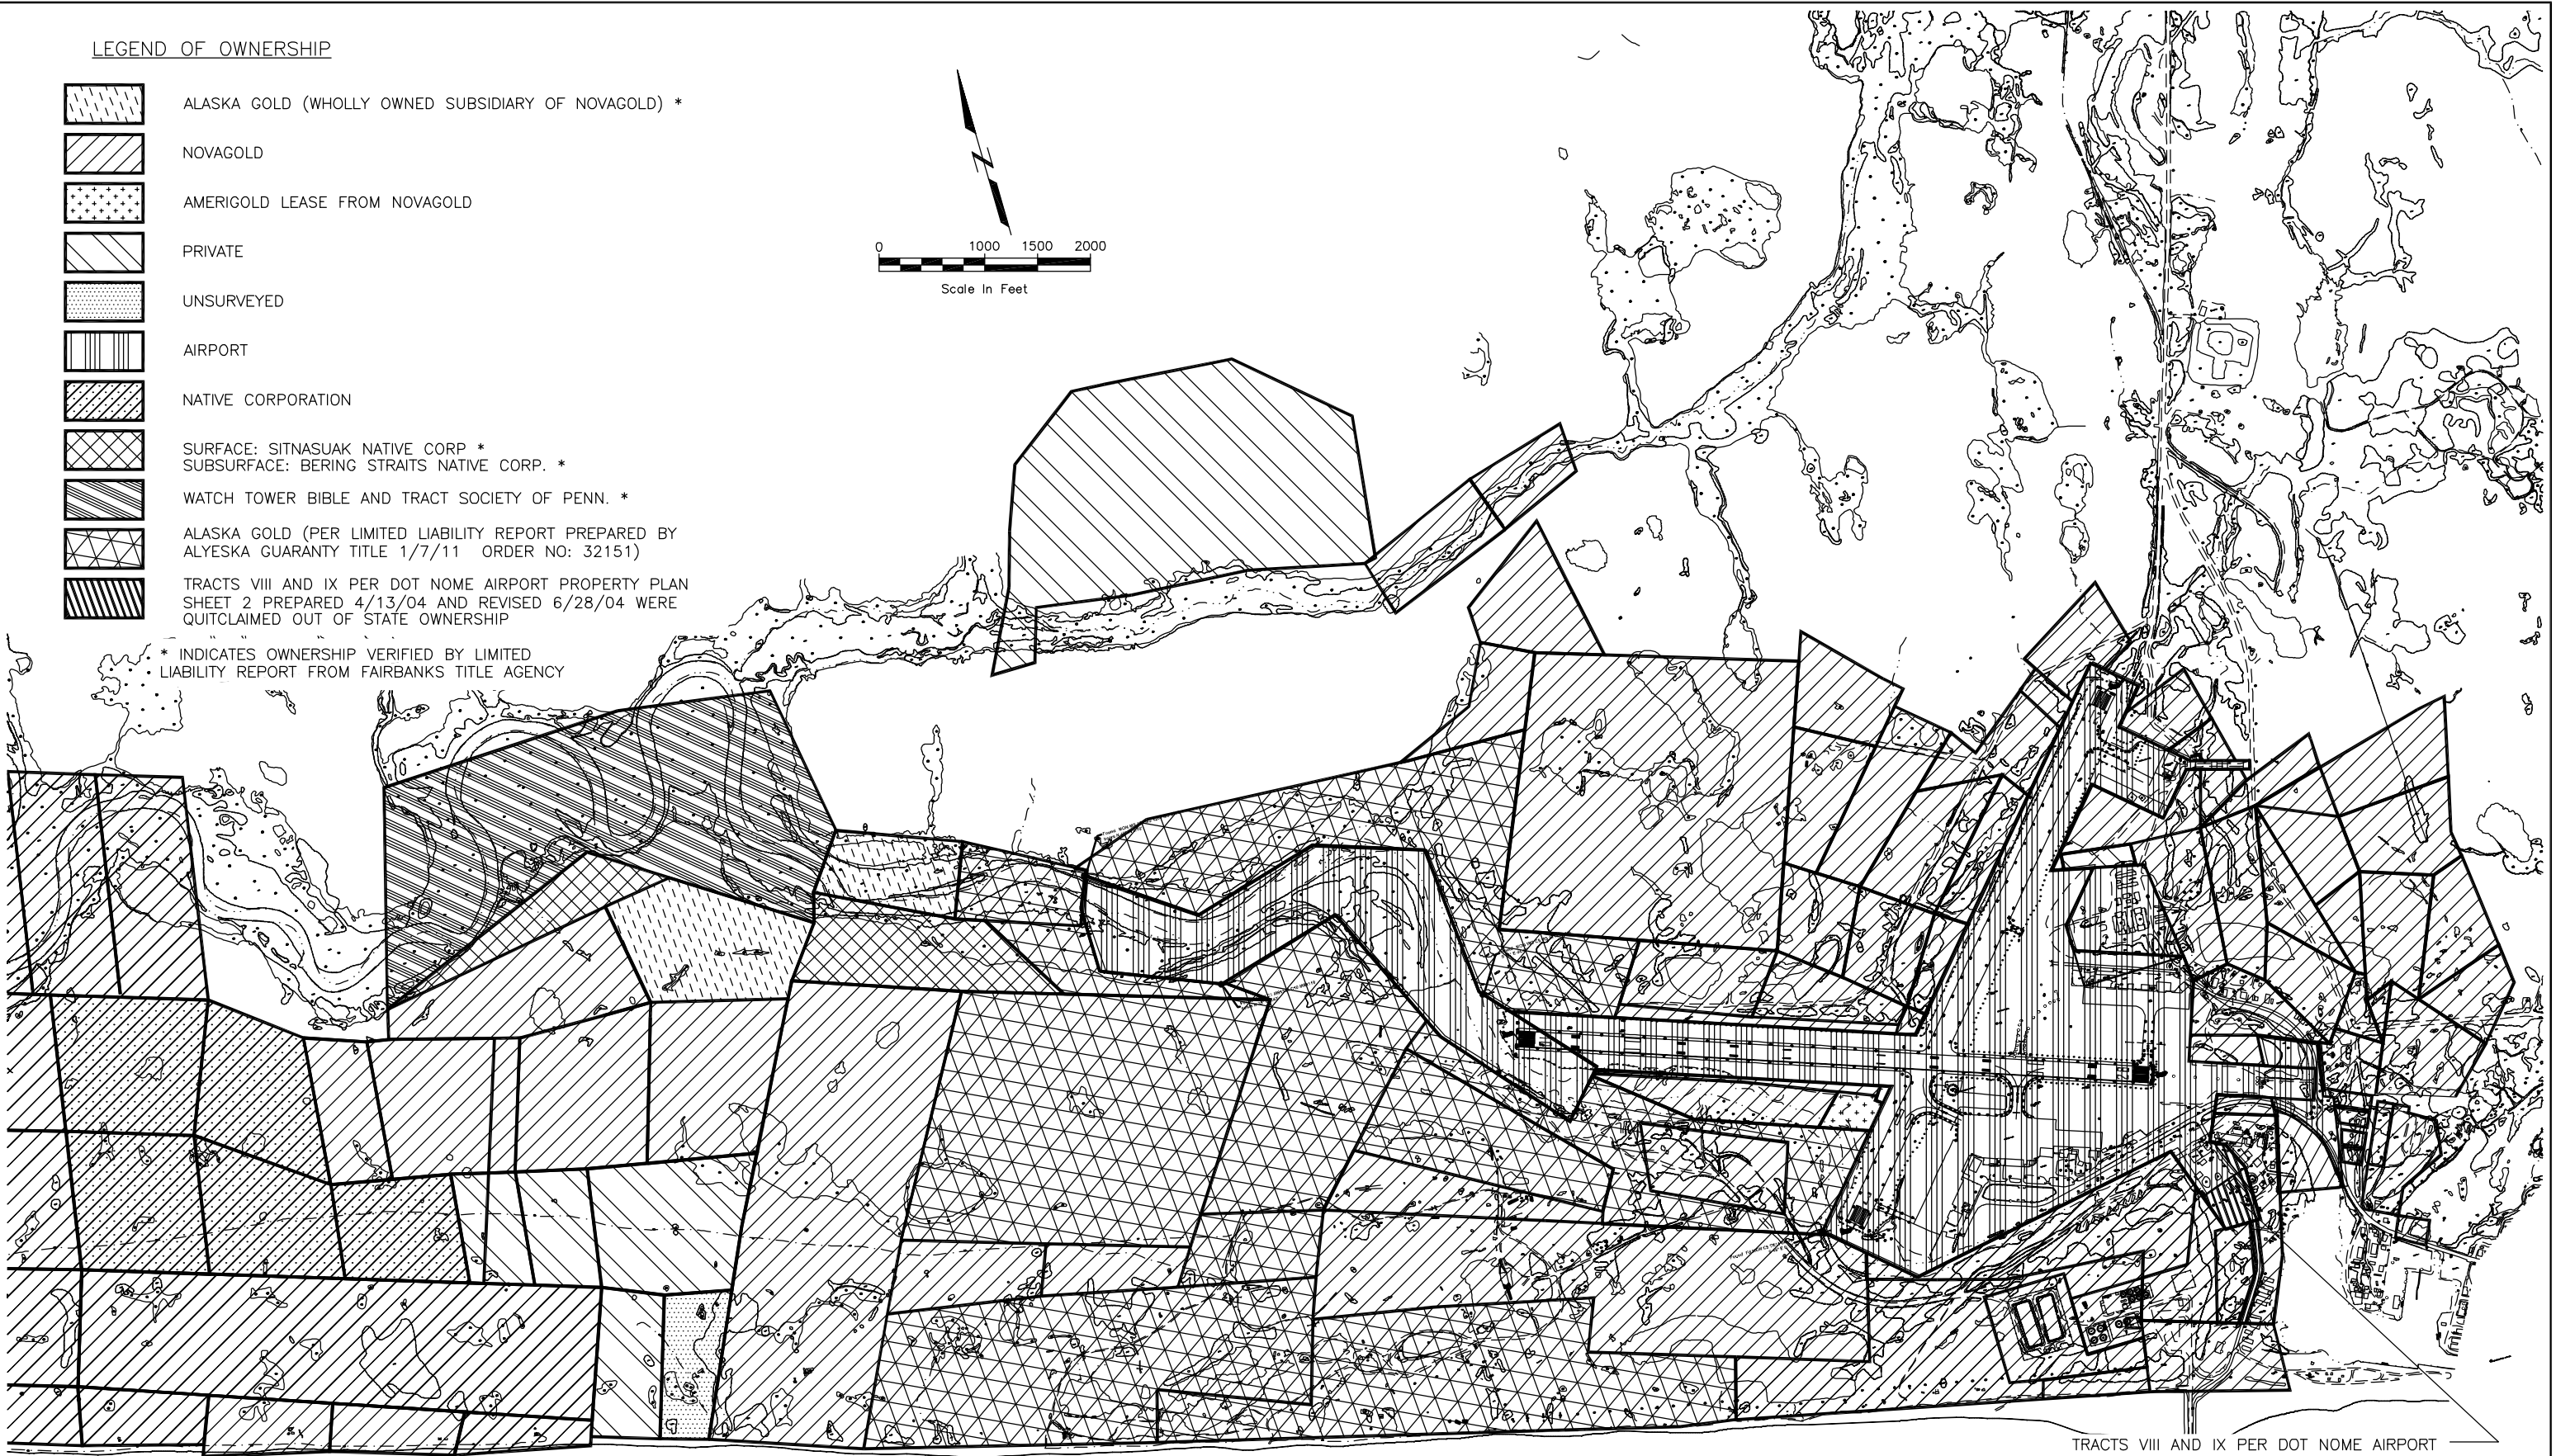 LEGEND OF OWNERSHIP
ALASKA GOLD (WHOLLY OWNED SUBSIDIARY OF NOVAGOLD) *
NOVAGOLD
AMERIGOLD LEASE FROM NOVAGOLD
PRIVATE
UNSURVEYED
AIRPORT
NATIVE CORPORATION
SURFACE: SITNASUAK NATIVE CORP *
SUBSURFACE: BERING STRAITS NATIVE CORP. *
WATCH TOWER BIBLE AND TRACT SOCIETY OF PENN. *
ALASKA GOLD (PER LIMITED LIABILITY REPORT PREPARED BY
ALYESKA GUARANTY TITLE 1/7/11 ORDER NO: 32151)
TRACTS VIII AND IX PER DOT NOME AIRPORT PROPERTY PLAN
SHEET 2 PREPARED 4/13/04 AND REVISED 6/28/04 WERE
QUITCLAIMED OUT OF STATE OWNERSHIP
* INDICATES OWNERSHIP VERIFIED BY LIMITED
LIABILITY REPORT FROM FAIRBANKS TITLE AGENCY
0 1000 1500 2000
Scale In Feet
TRACTS VIII AND IX PER DOT NOME AIRPORT